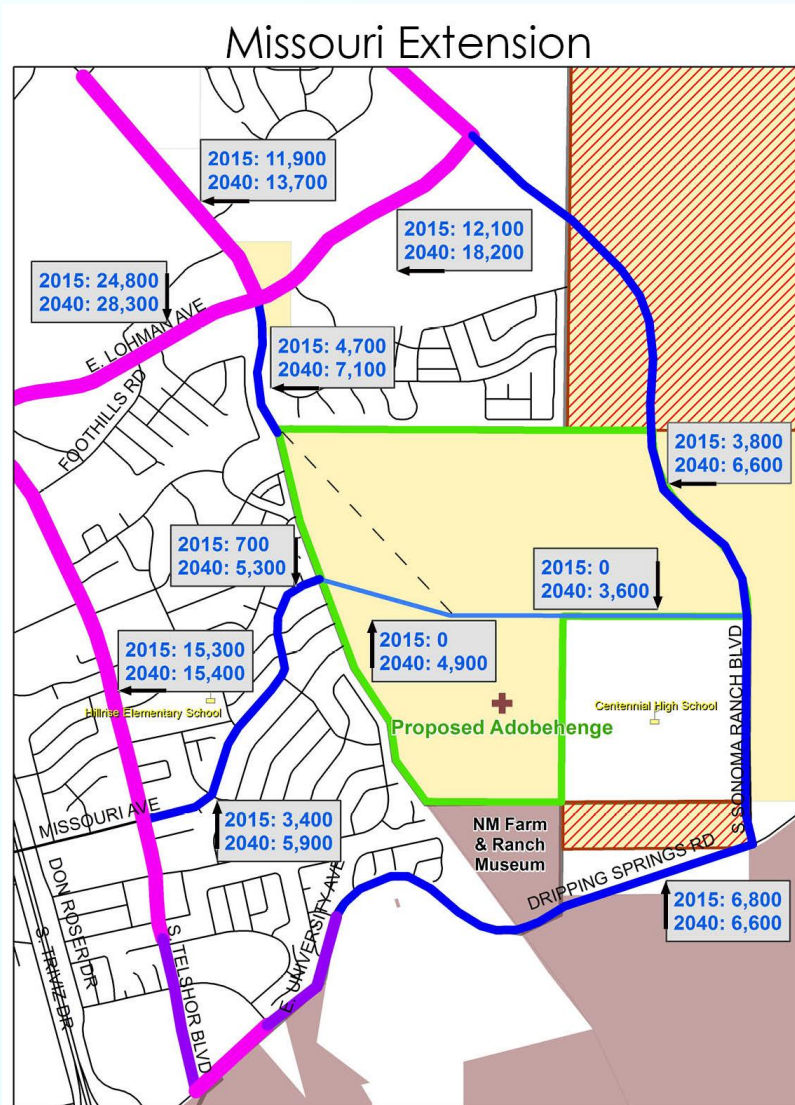 Missouri Extension
2015: 11,900
2040: 13,700
2015: 12,100
2040: 18,200
2015: 24,800
2040: 28,300
E. LOHMAN AVE
2015: 4,700
2040: 7,100
FOOTHILLS RD
2015: 3,800
2040: 6,600
2015: 700
2040: 5,300
2015: 0
2040: 3,600
2015: 0
2040: 4,900
2015: 15,300
2040: 15,400
Hillrise Elementary School
Centennial High School
Proposed Adobehenge
S. SONOMA RANCH BLVD
MISSOURI AVE
2015: 3,400
2040: 5,900
NM Farm
& Ranch
Museum
DRIPPING SPRINGS RD
DON ROSER DR
S. TRIVIZ DR
S. TELSHOR BLVD
E. UNIVERSITY AVE
2015: 6,800
2040: 6,600